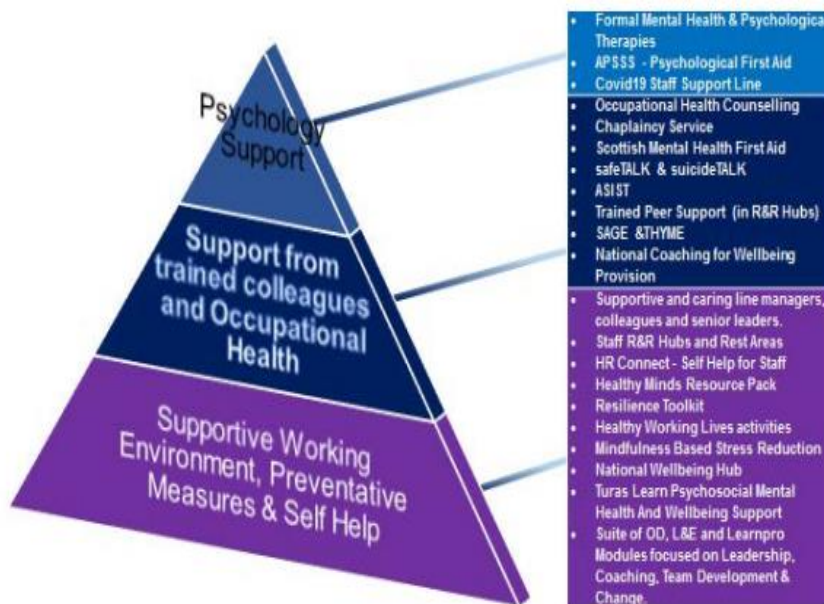 Psychology
Support
Support from
trained colleagues
and Occupational
Health
Supportive Working
Environment, Preventative
Measures & Self Help
• Formal Mental Health & Psychologica
Therapies
• APSSS - Psychological First Aid
• Covid19 Staff Support Line
• Occupational Health Counselling
• Chaplaincy Service
• Scottish Mental Health First Aid
• safeTALK & suicideTALK
• ASIST
• Trained Peer Support (in R&R Hubs)
• SAGE &THYME
• National Coaching for Wellbeing
Provision
• Supportive and caring line managers,
colleagues and senior leaders.
• Staff R&R Hubs and Rest Areas
• HR Connect - Self Help for Staff
• Healthy Minds Resource Pack
• Resilience Toolkit
• Healthy Working Lives activities
• Mindfulness Based Stress Reduction
• National Wellbeing Hub
• Turas Learn Psychosocial Mental
Health And Wellbeing Support
• Suite of OD, L&E and Learnpro
Modules focused on Leadership,
Coaching, Team Development &
Change.